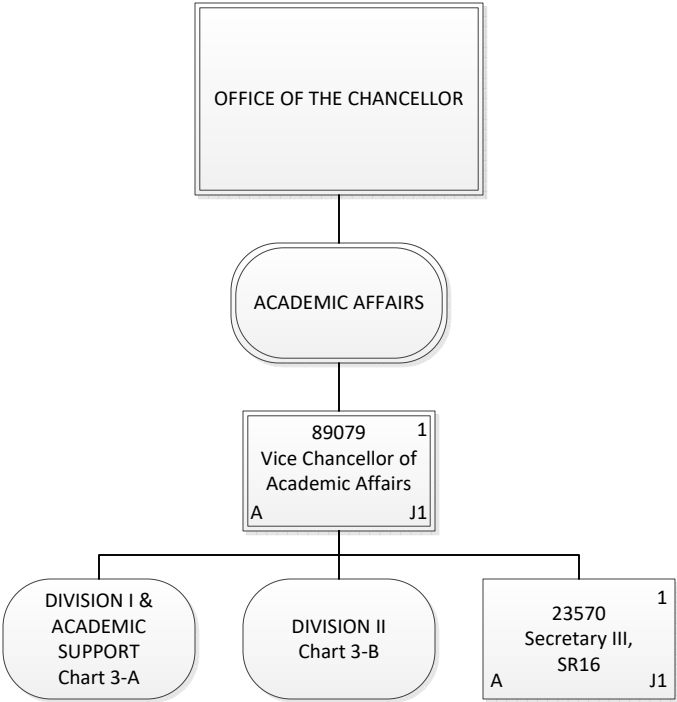 OFFICE OF THE CHANCELLOR
ACADEMIC AFFAIRS
89079 1
Vice Chancellor of
Academic Affairs
A J1
DIVISION I &
ACADEMIC
SUPPORT
Chart 3-A
DIVISION II
Chart 3-B
1
23570
Secretary III,
SR16
A J1